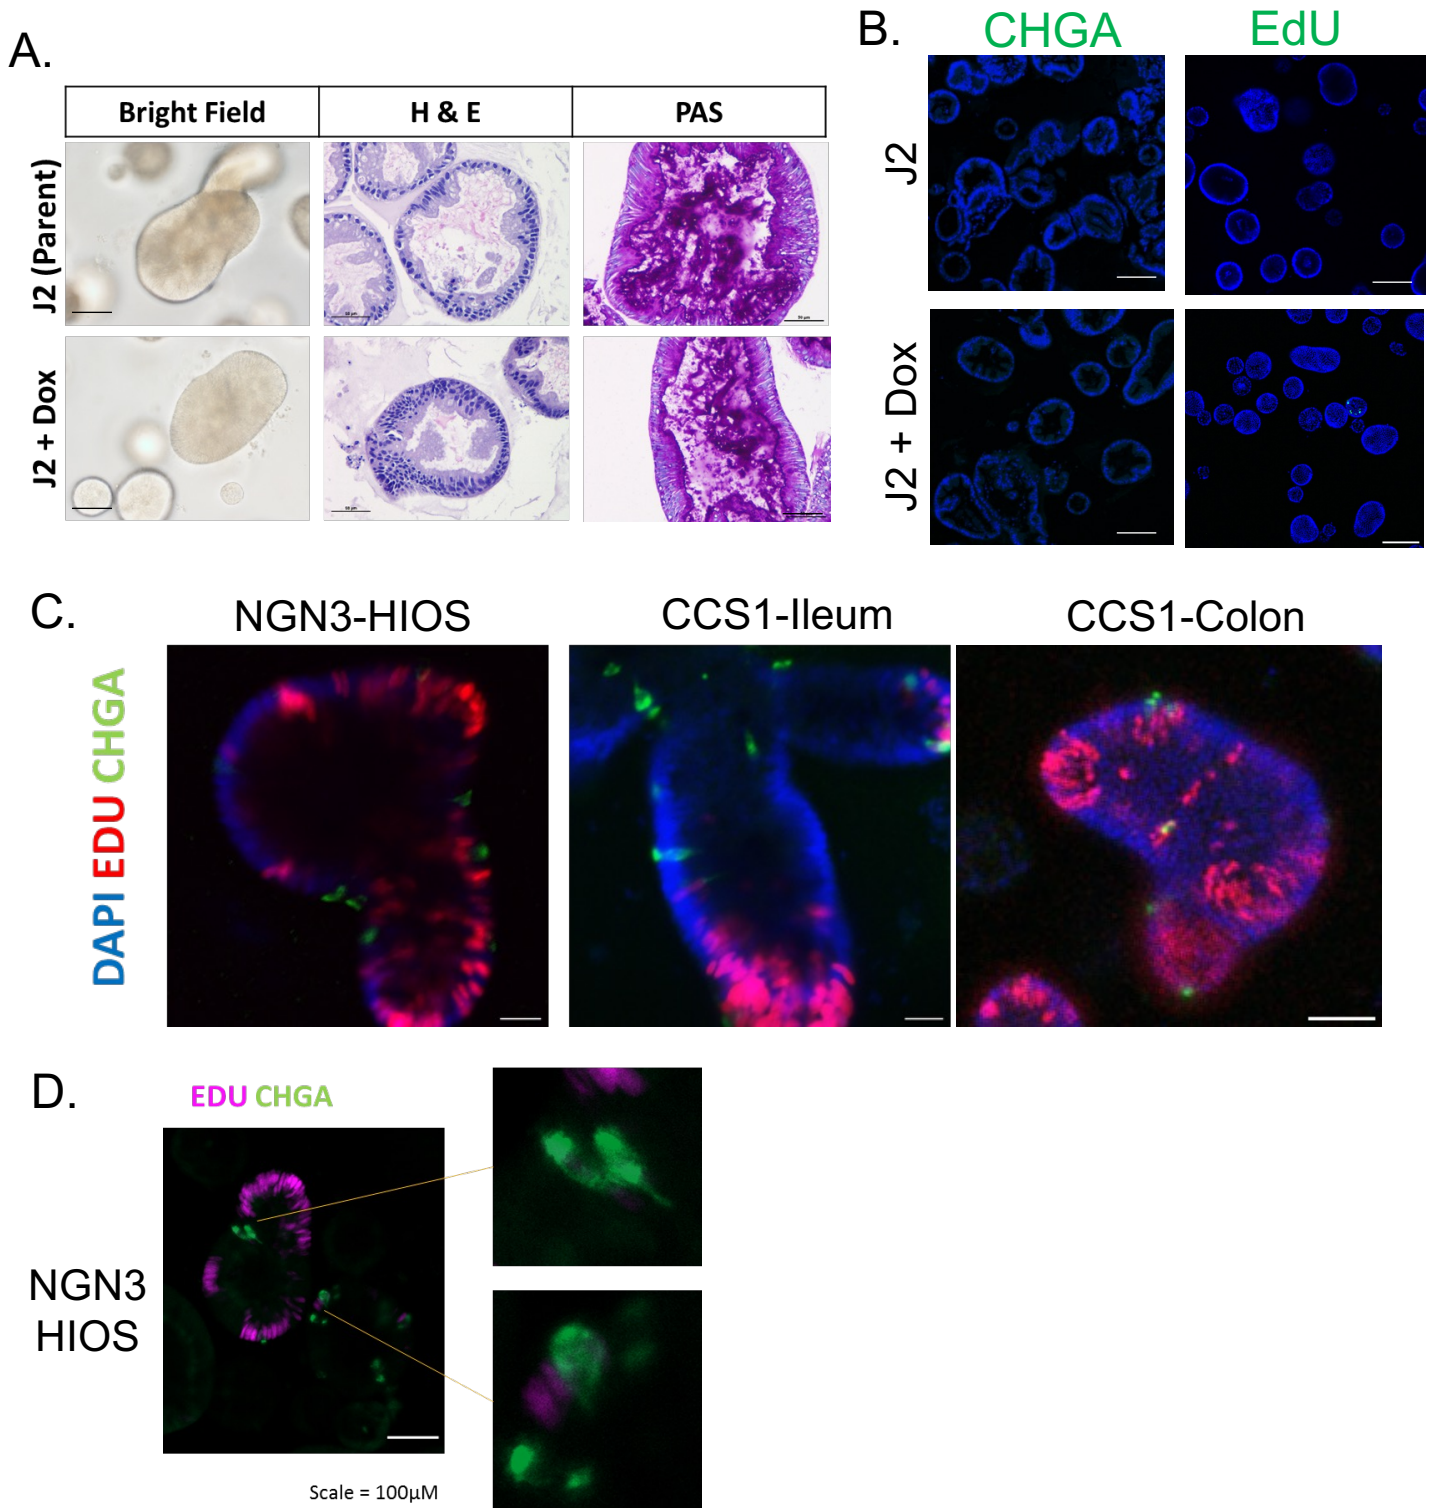 A.
Bright Field H & E PAS
J2 (Parent)
J2 + Dox
B.
CHGA EdU
J2
J2 + Dox
C.
NGN3-HIOS CCS1-Ileum CCS1-Colon
DAPI EDU CHGA
D.
EDU CHGA
NGN3
HIOS
Scale = 100μM